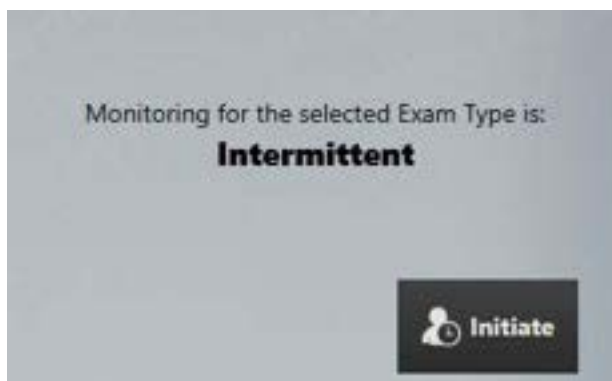 Monitoring for the selected Exam Type is:
Intermittent
Initiate